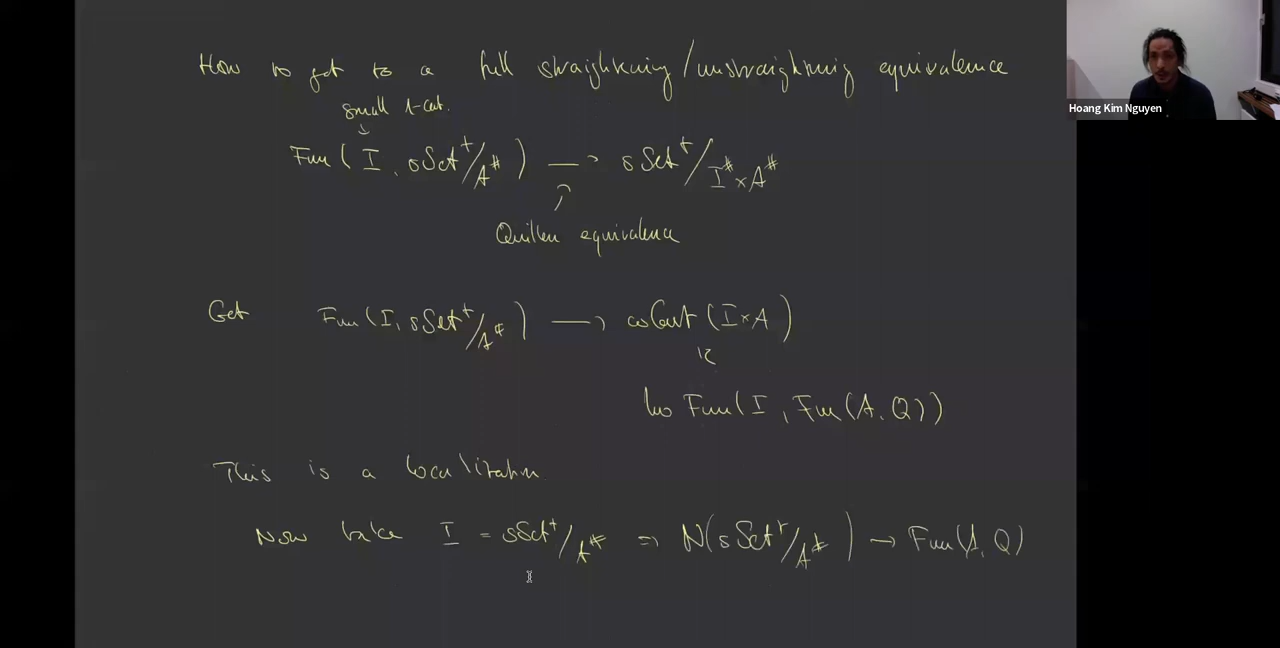 How to get to a full straightening/unstraightening equivalence
small 1-cat.
↓
Fun( I, sSet⁺/A# ) → sSet⁺/I# × A#
Quillen equivalence
Get Fun(I, sSet⁺/A#) → coCart (I×A)
ho Fun(I, Fun(A, Q))
This is a localization
Now take I = sSet⁺/A# ⇒ N(sSet⁺/A#) → Fun(A, Q)
Hoang Kim Nguyen